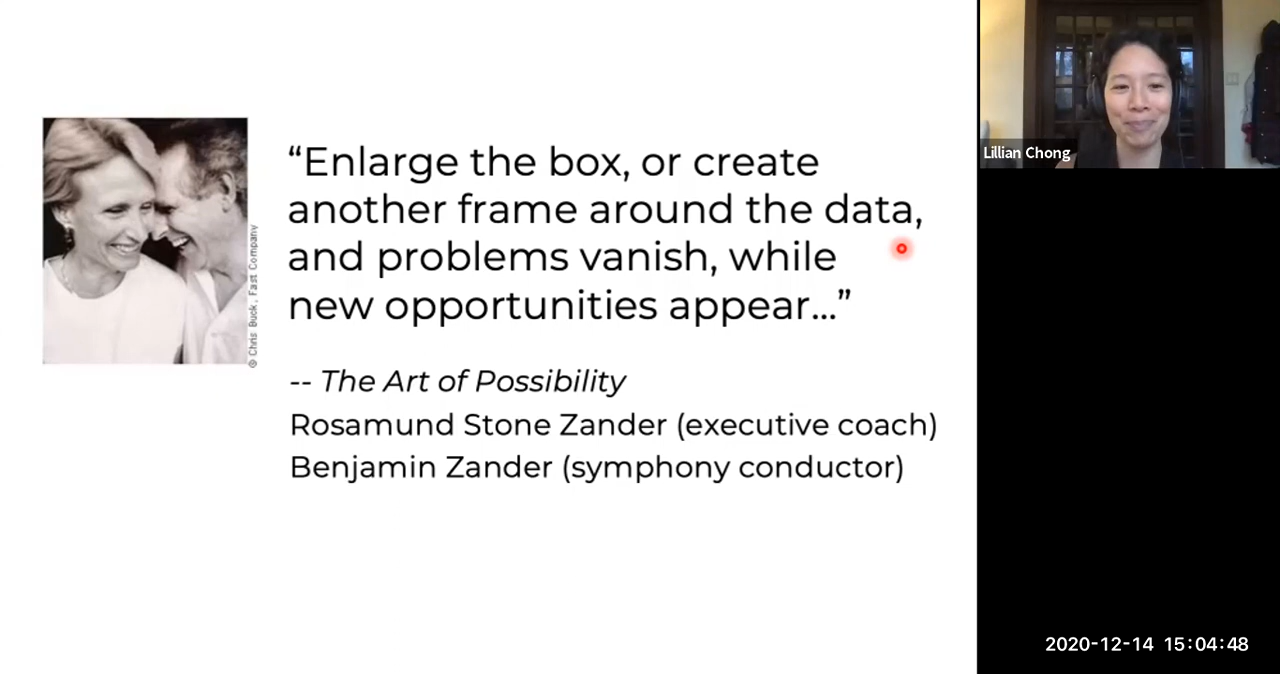 “Enlarge the box, or create
another frame around the data,
and problems vanish, while
new opportunities appear...”
-- The Art of Possibility
Rosamund Stone Zander (executive coach)
Benjamin Zander (symphony conductor)
© Chris Buck, Fast Company
Lillian Chong
2020-12-14 15:04:48